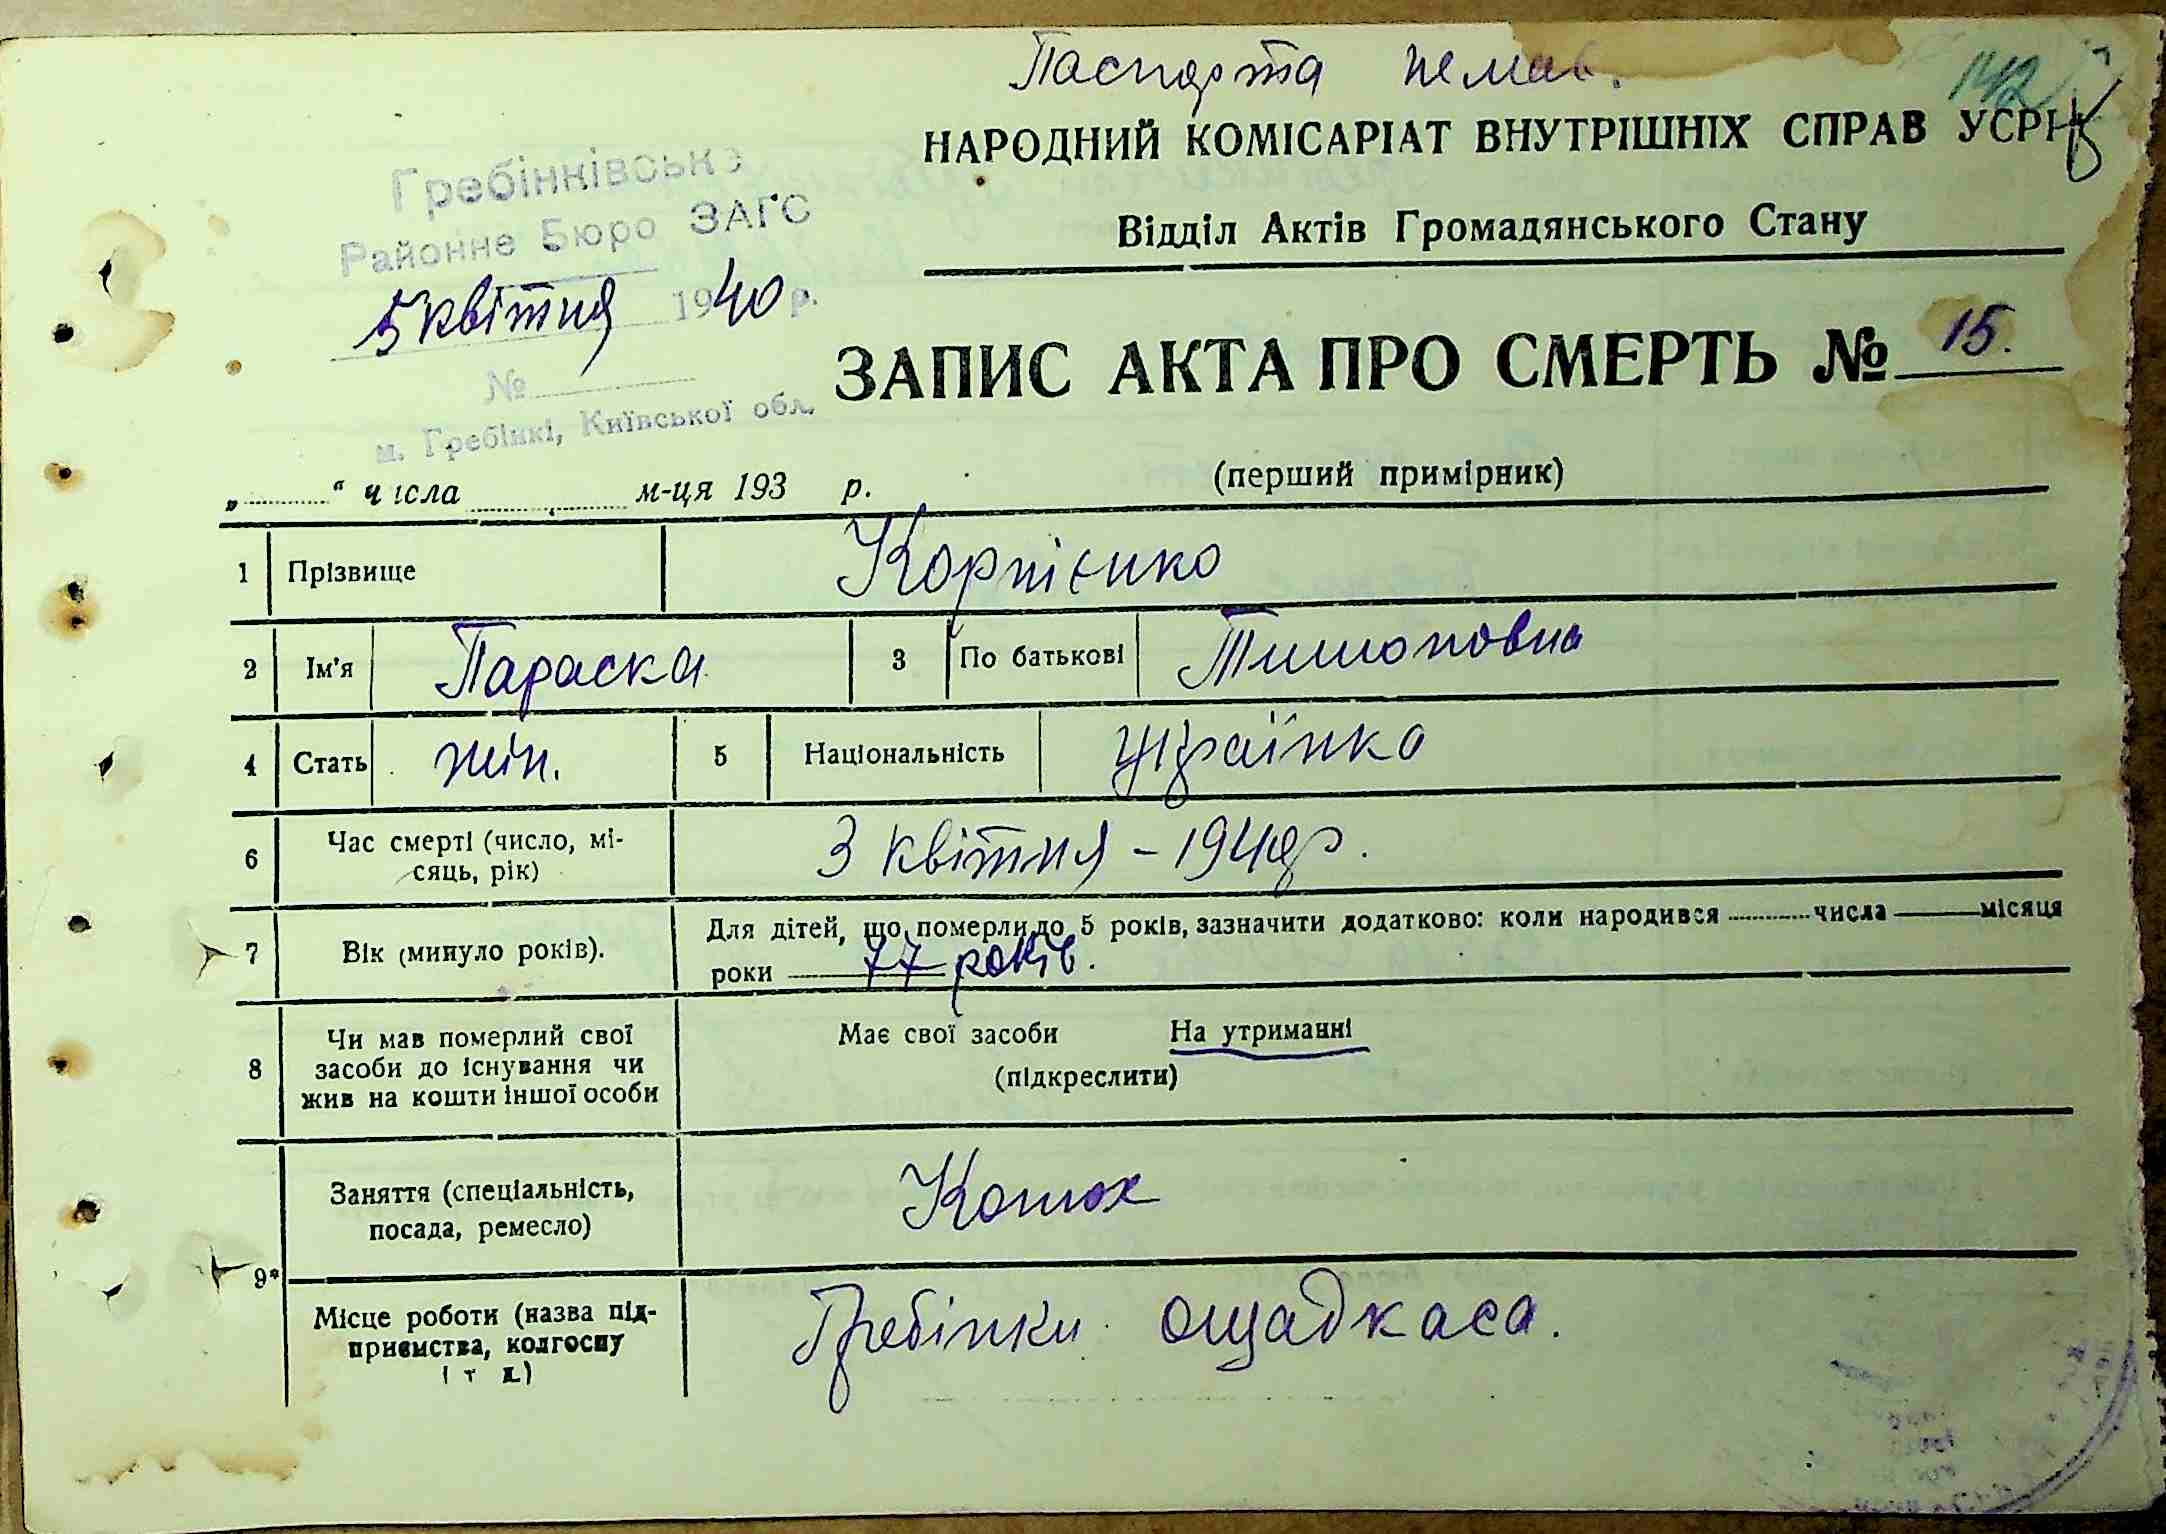 Паспорта немає.
142
НАРОДНИЙ КОМІСАРІАТ ВНУТРІШНІХ СПРАВ УСРР
Відділ Актів Громадянського Стану
Гребінківське
Районне Бюро ЗАГС
5 квітня 1940 р.
№
м. Гребінкі, Київської обл.
ЗАПИС АКТА ПРО СМЕРТЬ № 15.
„ “ числа м-ця 193 р.
(перший примірник)
1 Прізвище Корнієнко
2 Ім'я Параска 3 По батькові
4 Стать жін. 5 Національність українка
6 Час смерті (число, мі-
сяць, рік) 3 квітня - 1940 р.
7 Вік (минуло років). Для дітей, що померли до 5 років, зазначити додатково: коли народився числа місяця
роки 77 років.
8 Чи мав померлий свої
засоби до існування чи
жив на кошти іншої особи
Має свої засоби На утриманні
(підкреслити)
9*
Заняття (спеціальність,
посада, ремесло)
Місце роботи (назва під-
приємства, колгоспу
і т д.)
Гребінки ощадкаса.